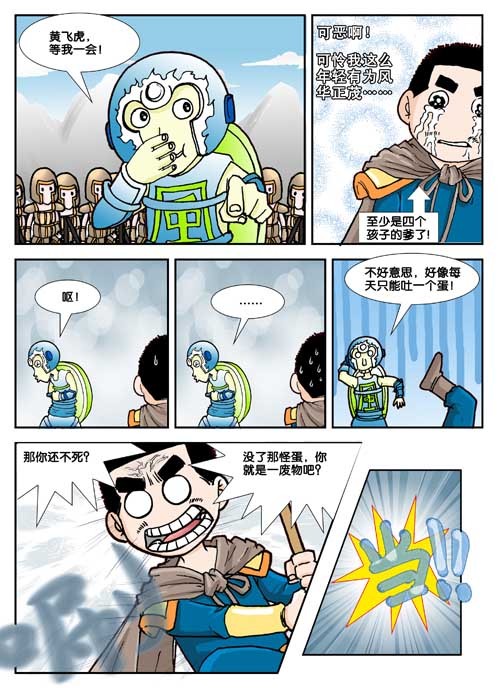 黄飞虎，
等我一会！
風
可恶啊！
可怜我这么
年轻有为风
华正茂……
至少是四个
孩子的爹了！
呕！
……
不好意思，好像每
天只能吐一个蛋！
那你还不死？
没了那怪蛋，你
就是一废物吧？
当!!